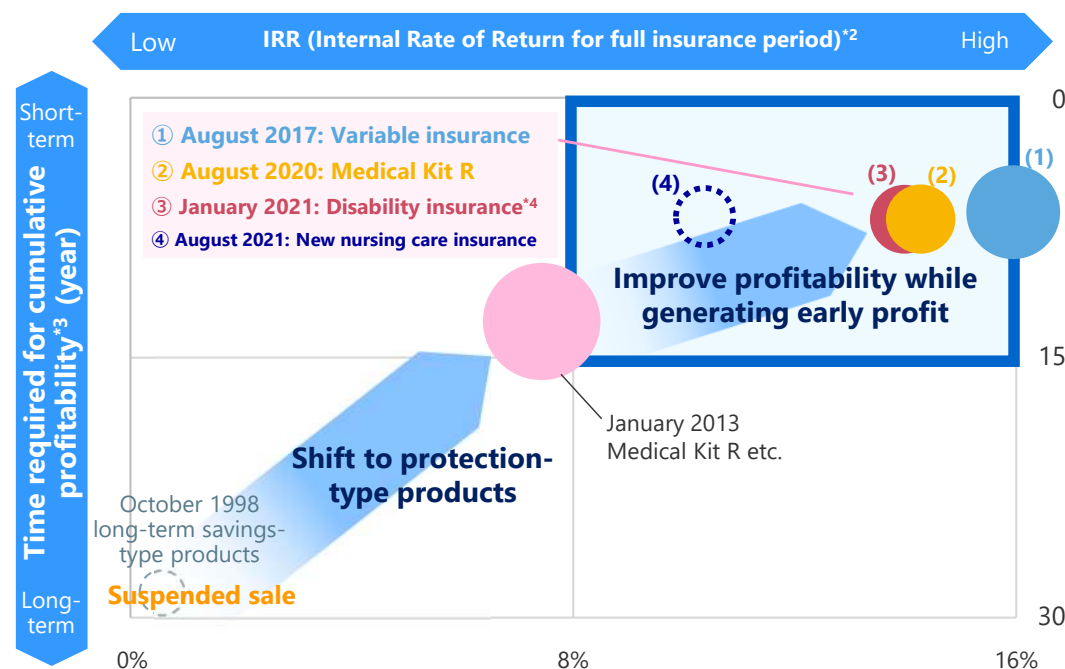 Low
IRR (Internal Rate of Return for full insurance period)*2
High
Short-
term
Time required for cumulative
profitability*3 (year)
Long-
term
① August 2017: Variable insurance
② August 2020: Medical Kit R
③ January 2021: Disability insurance*4
④ August 2021: New nursing care insurance
(4)
(3)
(2)
(1)
0
Improve profitability while
generating early profit
15
January 2013
Medical Kit R etc.
Shift to protection-
type products
October 1998
long-term savings-
type products
Suspended sale
30
0%
8%
16%